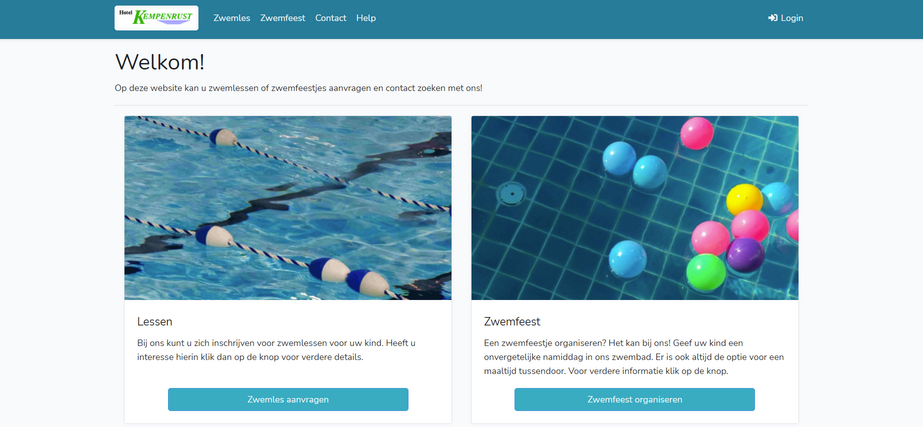 Hotel KEMPENRUST
Zwemles Zwemfeest Contact Help Login
Welkom!
Op deze website kan u zwemlessen of zwemfeestjes aanvragen en contact zoeken met ons!
Lessen
Bij ons kunt u zich inschrijven voor zwemlessen voor uw kind. Heeft u
interesse hierin klik dan op de knop voor verdere details.
Zwemles aanvragen
Zwemfeest
Een zwemfeestje organiseren? Het kan bij ons! Geef uw kind een
onvergetelijke namiddag in ons zwembad. Er is ook altijd de optie voor een
maaltijd tussendoor. Voor verdere informatie klik op de knop.
Zwemfeest organiseren